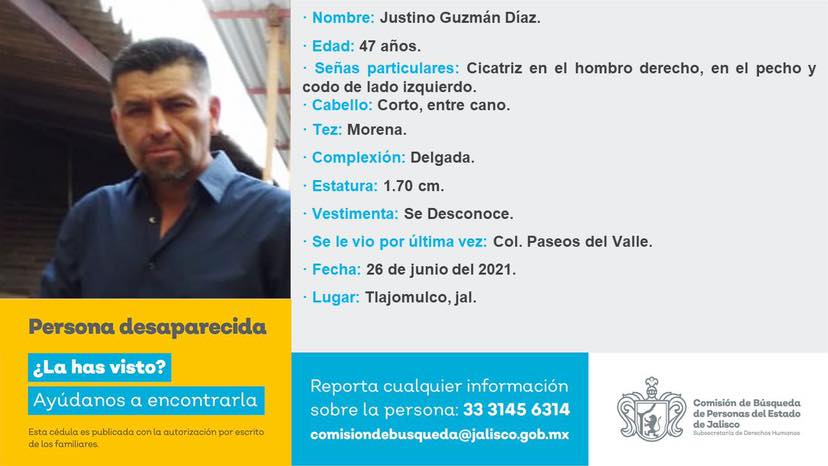 · Nombre: Justino Guzmán Díaz.
· Edad: 47 años.
· Señas particulares: Cicatriz en el hombro derecho, en el pecho y
codo de lado izquierdo.
· Cabello: Corto, entre cano.
· Tez: Morena.
· Complexión: Delgada.
· Estatura: 1.70 cm.
· Vestimenta: Se Desconoce.
· Se le vio por última vez: Col. Paseos del Valle.
· Fecha: 26 de junio del 2021.
· Lugar: Tlajomulco, jal.
Persona desaparecida
¿La has visto?
Ayúdanos a encontrarla
Esta cédula es publicada con la autorización por escrito
de los familiares.
Reporta cualquier información
sobre la persona: 33 3145 6314
comisiondebusqueda@jalisco.gob.mx
Comisión de Búsqueda
de Personas del Estado
de Jalisco
Subsecretaría de Derechos Humanos